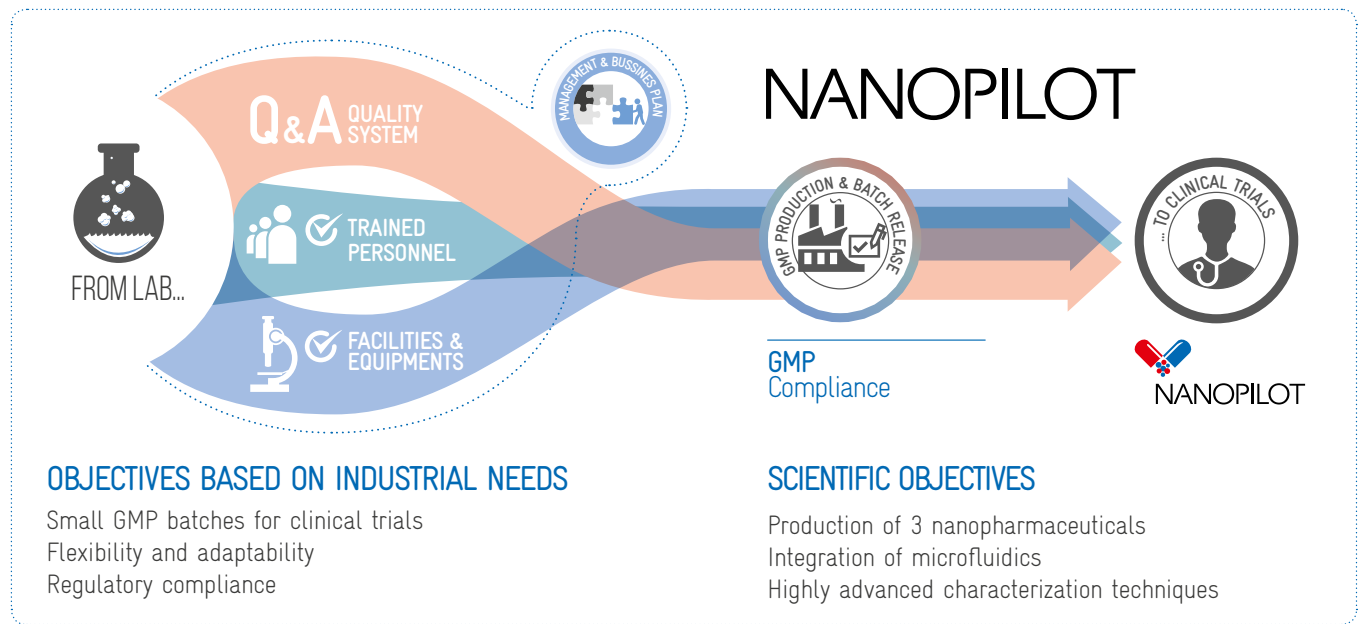 Q&A QUALITY
SYSTEM
MANAGEMENT & BUSSINES PLAN
NANOPILOT
TRAINED
PERSONNEL
FROM LAB...
FACILITIES &
EQUIPMENTS
GMP PRODUCTION & BATCH RELEASE
... TO CLINICAL TRIALS
GMP
Compliance
NANOPILOT
OBJECTIVES BASED ON INDUSTRIAL NEEDS
Small GMP batches for clinical trials
Flexibility and adaptability
Regulatory compliance
SCIENTIFIC OBJECTIVES
Production of 3 nanopharmaceuticals
Integration of microfluidics
Highly advanced characterization techniques